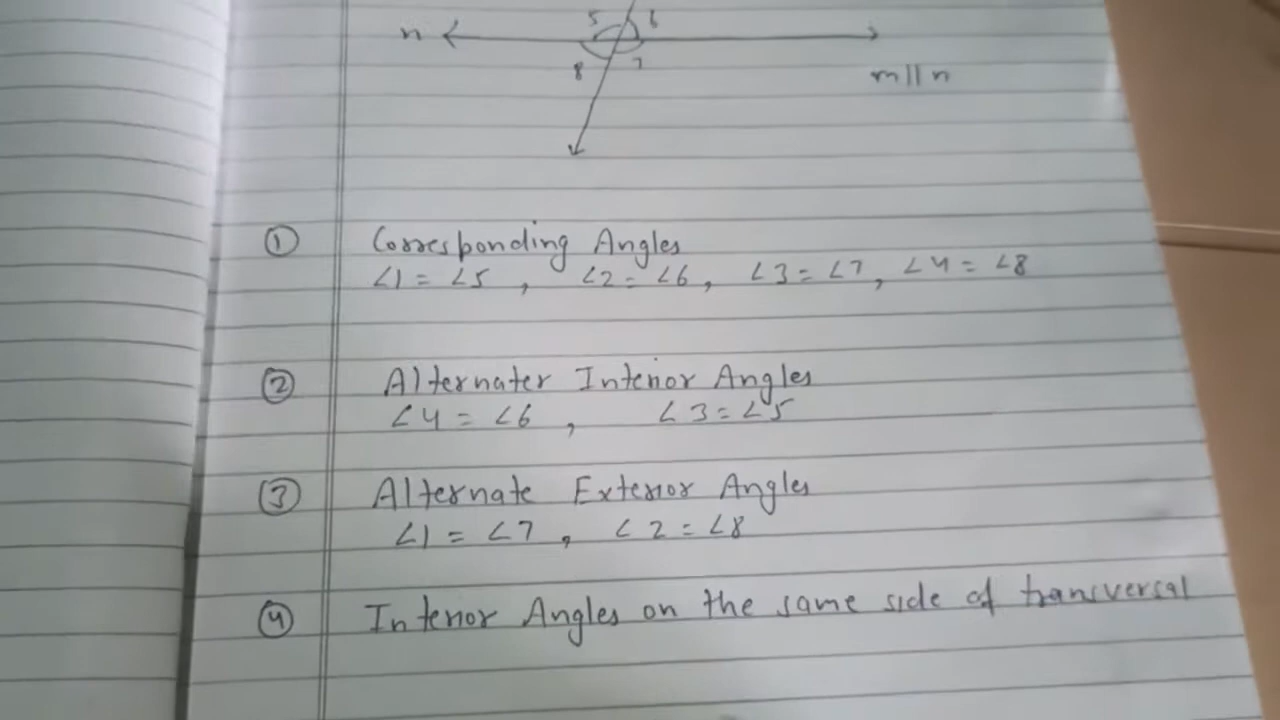 5 6
n
8 7
m || n
① Corresponding Angles
∠1 = ∠5 , ∠2 = ∠6 , ∠3 = ∠7 , ∠4 = ∠8
② Alternater Interior Angles
∠4 = ∠6 , ∠3 = ∠5
③ Alternate Exterior Angles
∠1 = ∠7 , ∠2 = ∠8
④ Interior Angles on the same side of transversal